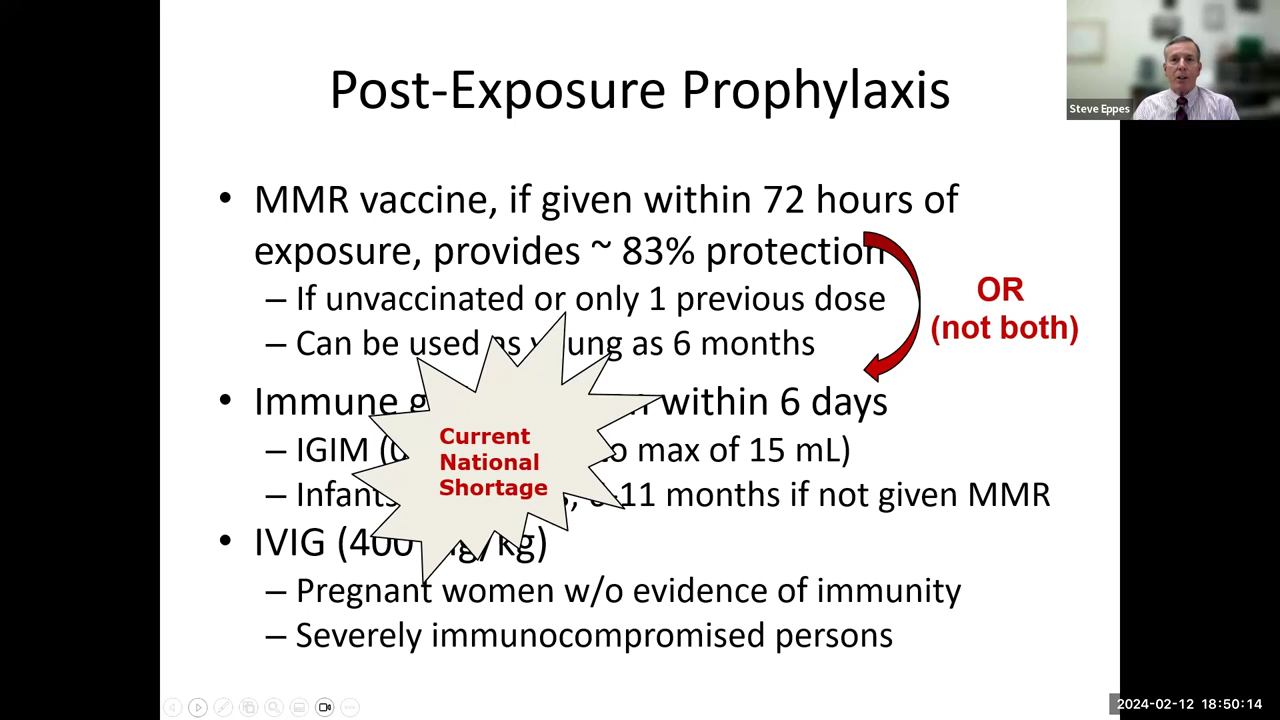 Post-Exposure Prophylaxis
Steve Eppes
• MMR vaccine, if given within 72 hours of
exposure, provides ~ 83% protection
– If unvaccinated or only 1 previous dose
– Can be used as young as 6 months
OR
(not both)
• Immune within 6 days
– IGIM ( max of 15 mL)
– Infants 11 months if not given MMR
Current
National
Shortage
• IVIG (400 mg/kg)
– Pregnant women w/o evidence of immunity
– Severely immunocompromised persons
2024-02-12 18:50:14